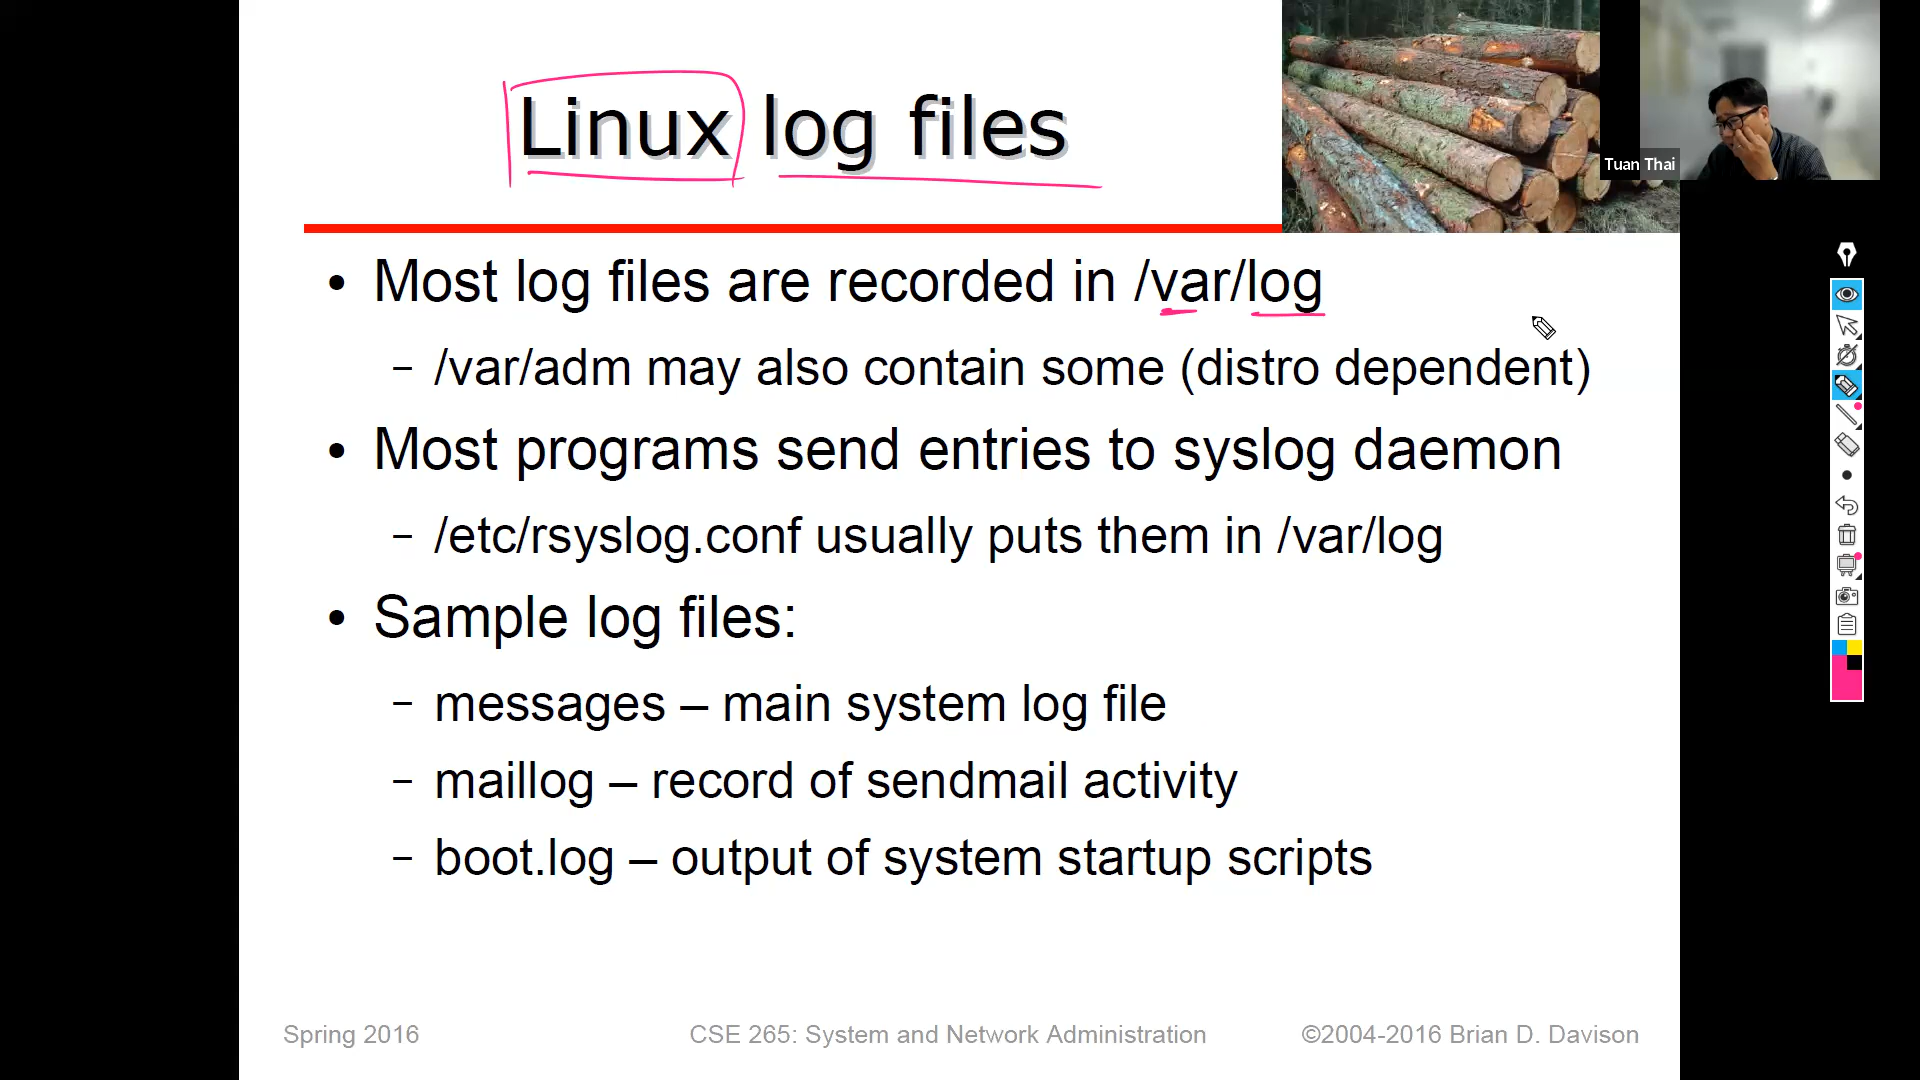 Linux log files
Tuan Thai
• Most log files are recorded in /var/log
– /var/adm may also contain some (distro dependent)
• Most programs send entries to syslog daemon
– /etc/rsyslog.conf usually puts them in /var/log
• Sample log files:
– messages – main system log file
– maillog – record of sendmail activity
– boot.log – output of system startup scripts
Spring 2016
CSE 265: System and Network Administration
©2004-2016 Brian D. Davison